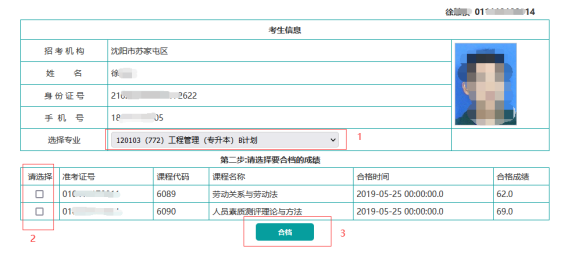 徐 01 14
考生信息
招考机构 沈阳市苏家屯区
姓 名 徐
身份证号 210 2622
手 机 号 18 05
选择专业 120103 (772) 工程管理 (专升本) B计划 1
第二步:请选择要合档的成绩
请选择 准考证号 课程代码 课程名称 合格时间 合格成绩
010 6089 劳动关系与劳动法 2019-05-25 00:00:00.0 62.0
01 6090 人员素质测评理论与方法 2019-05-25 00:00:00.0 69.0
2 合档 3